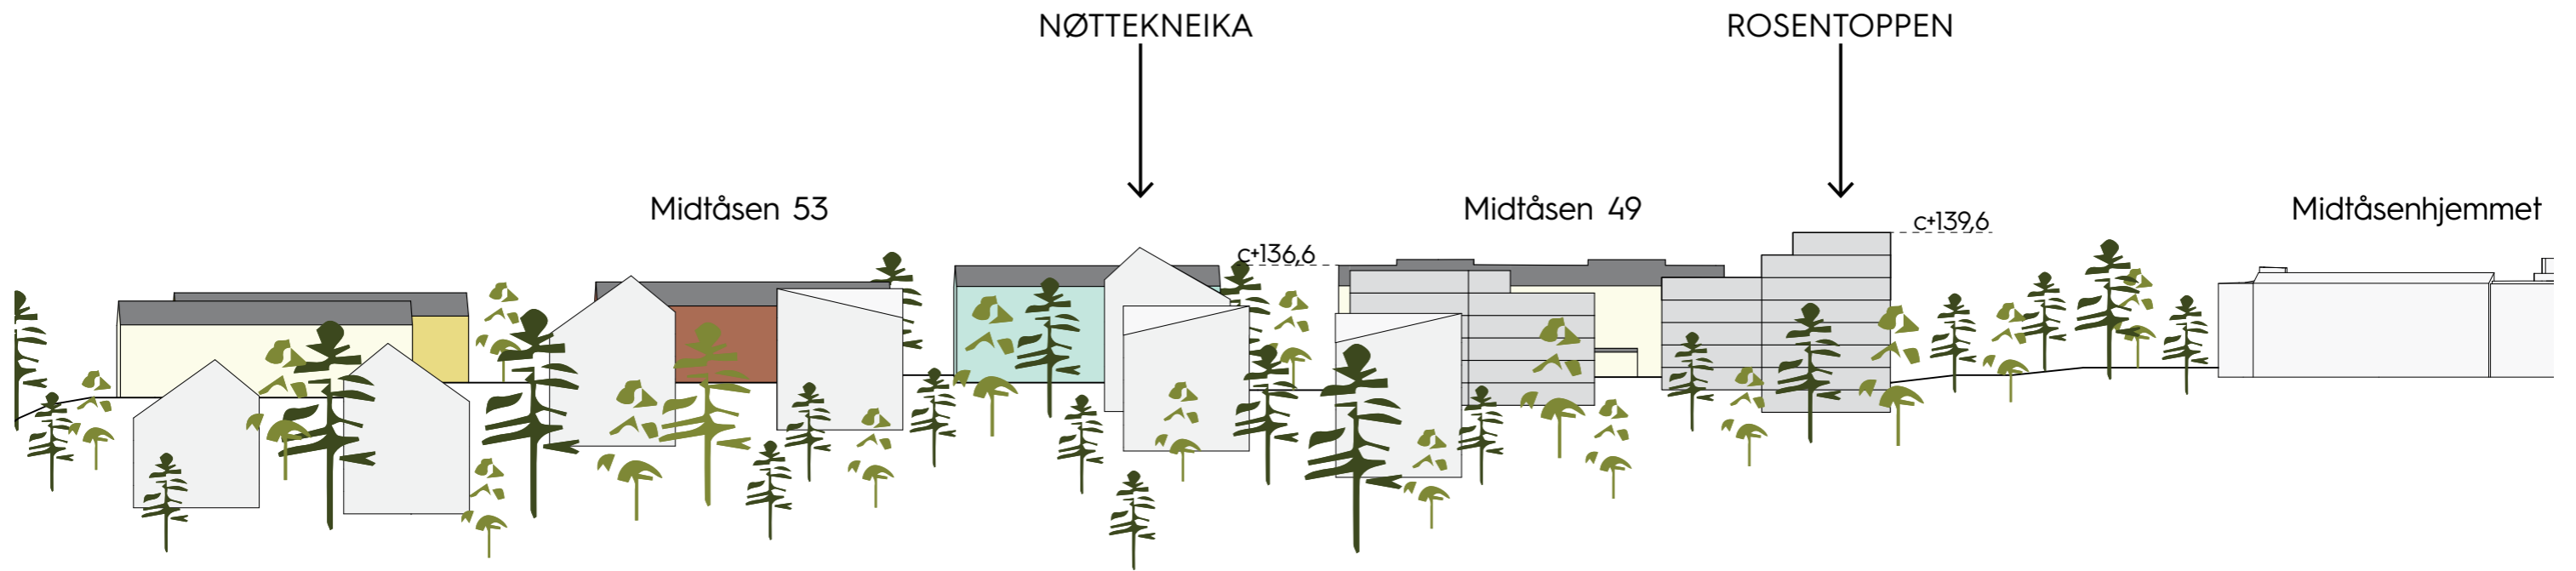 NØTTEKNEIKA
ROSENTOPPEN
Midtåsen 53
Midtåsen 49
Midtåsenhjemmet
c+139,6
c+136,6